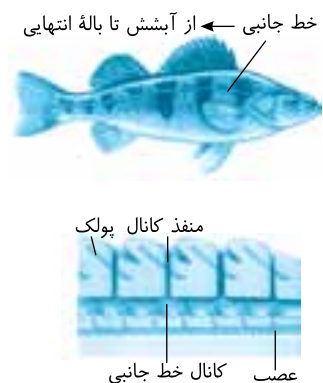 خط جانبی ← از آبشش تا بالهٔ انتهایی
منفذ کانال پولک
کانال خط جانبی عصب